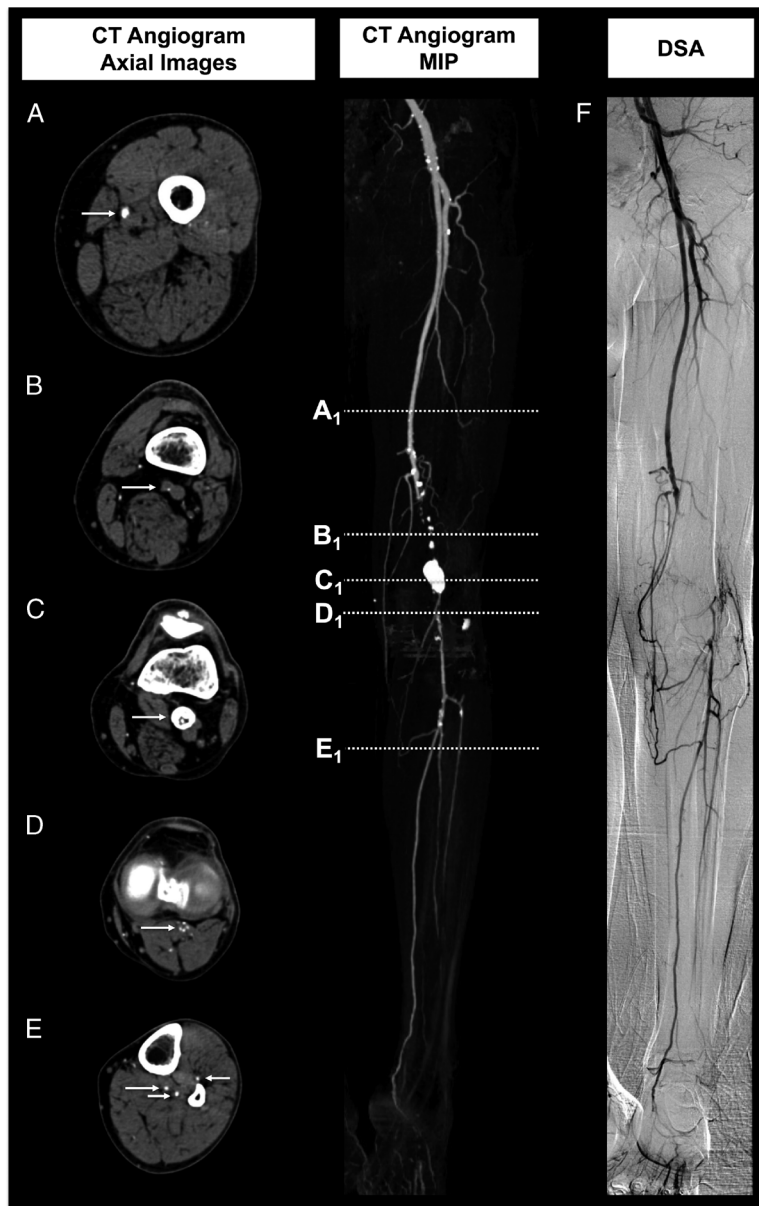 CT Angiogram
Axial Images
CT Angiogram
MIP
DSA
A
F
B
A1
B1
C
C1
D1
E1
D
E